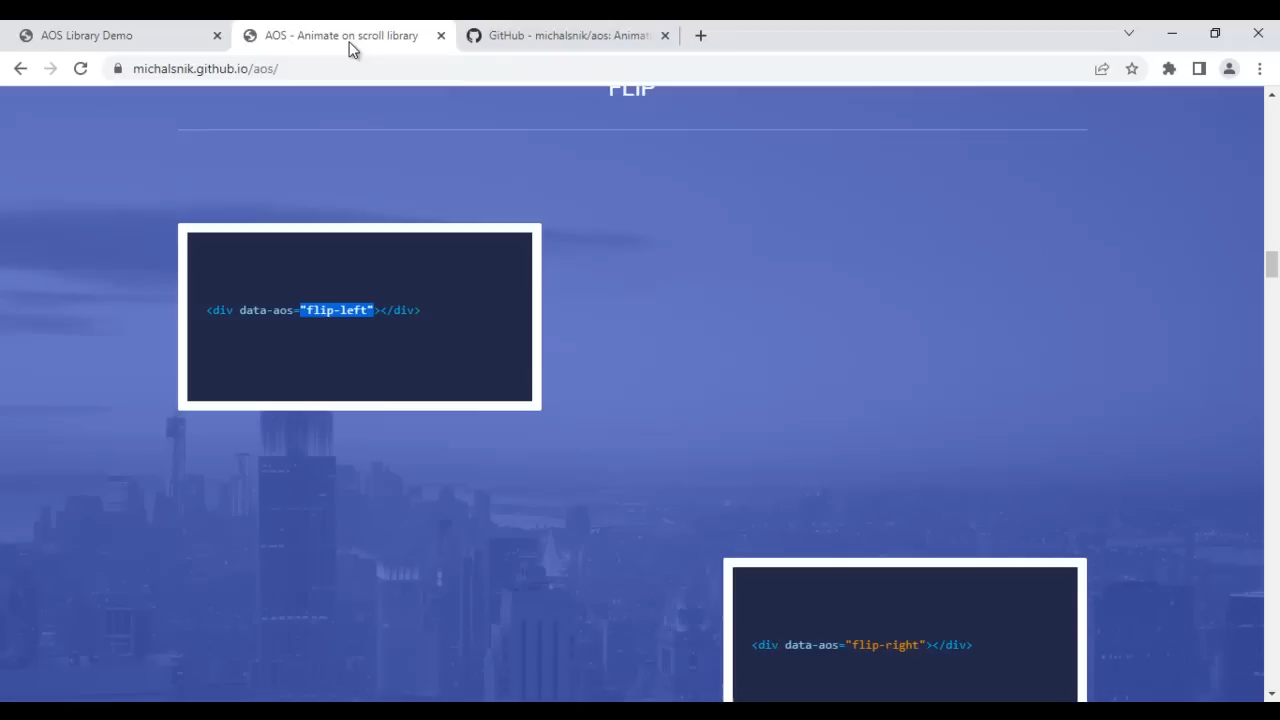 AOS Library Demo
AOS - Animate on scroll library
GitHub - michalsnik/aos: Animat
michalsnik.github.io/aos/
FLIP
<div data-aos="flip-left"></div>
<div data-aos="flip-right"></div>